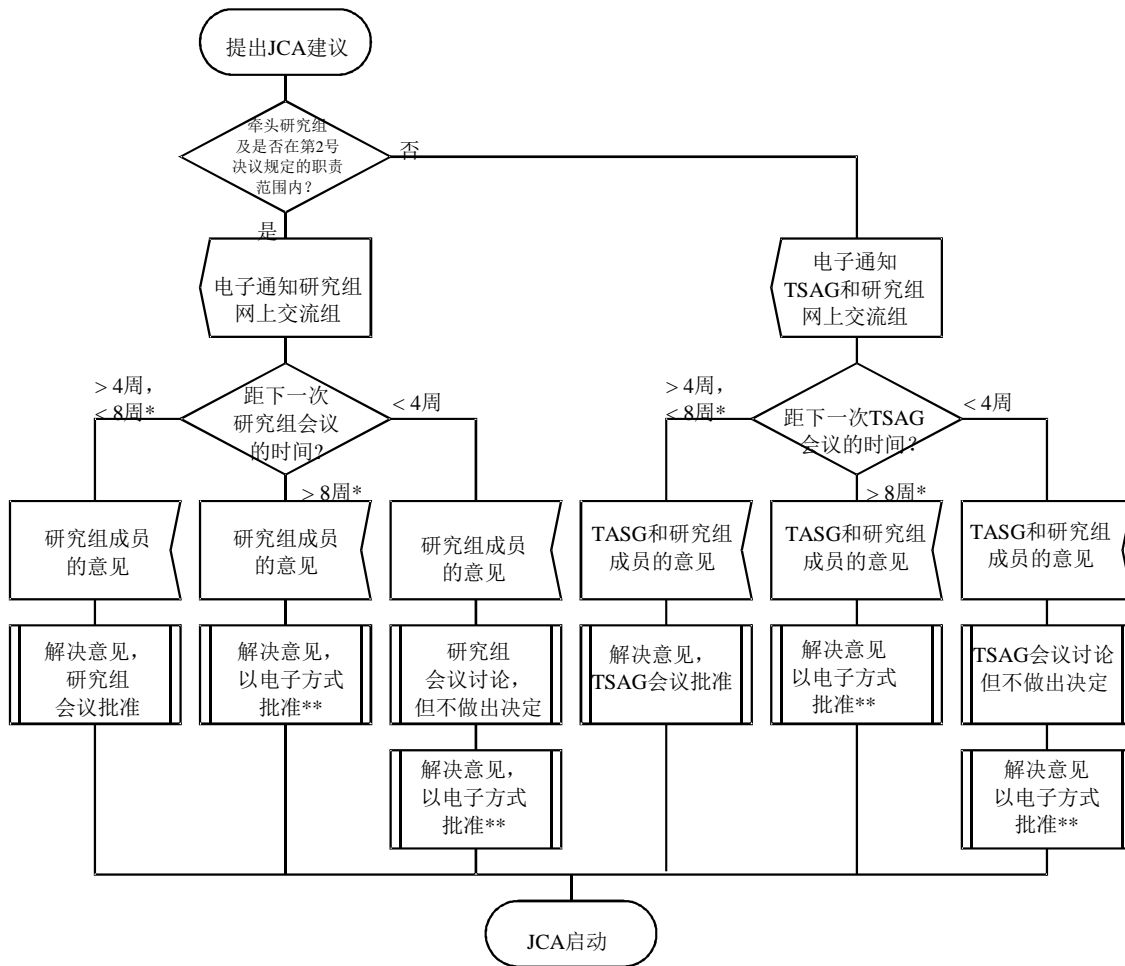 提出JCA建议
牵头研究组
及是否在第2号
决议规定的职责
范围内？
否
是
电子通知研究组
网上交流组
电子通知
TSAG和研究组
网上交流组
> 4周，
< 8周*
距下一次
研究组会议
的时间?
< 4周
> 8周*
> 4周，
< 8周*
距下一次TSAG
会议的时间?
< 4周
> 8周*
研究组成员
的意见
研究组成员
的意见
研究组成员
的意见
TASG和研究组
成员的意见
TASG和研究组
成员的意见
TASG和研究组
成员的意见
解决意见，
研究组
会议批准
解决意见，
以电子方式
批准**
研究组
会议讨论，
但不做出决定
解决意见，
TSAG会议批准
解决意见
以电子方式
批准**
TSAG会议讨论
但不做出决定
解决意见，
以电子方式
批准**
解决意见
以电子方式
批准**
JCA启动